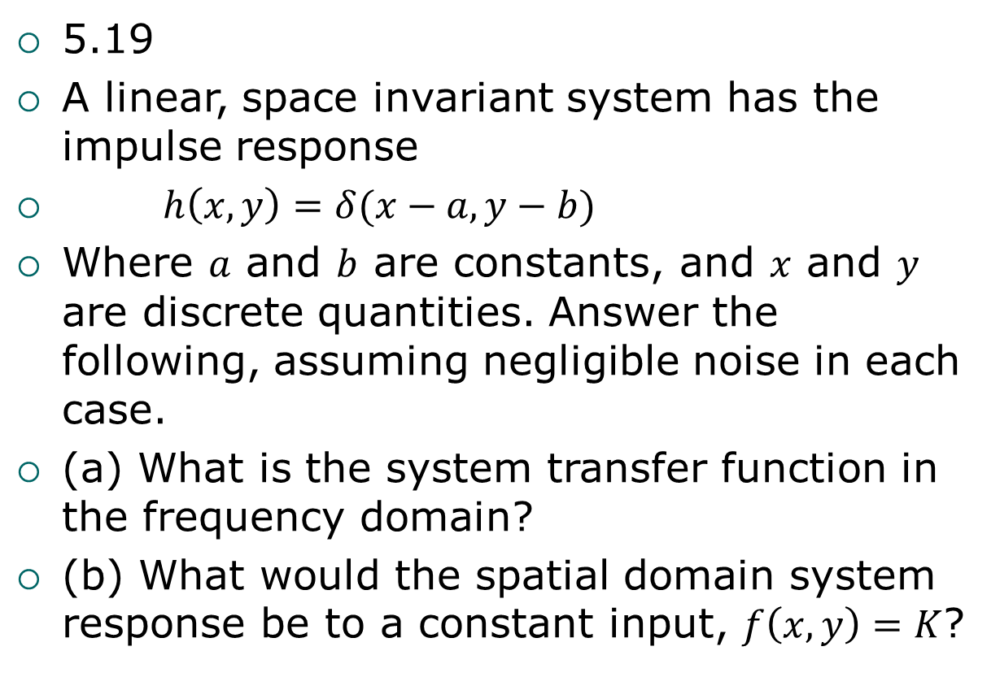 5.19
A linear, space invariant system has the
impulse response
h(x, y) = δ(x − a, y − b)
Where a and b are constants, and x and y
are discrete quantities. Answer the
following, assuming negligible noise in each
case.
(a) What is the system transfer function in
the frequency domain?
(b) What would the spatial domain system
response be to a constant input, f(x, y) = K?